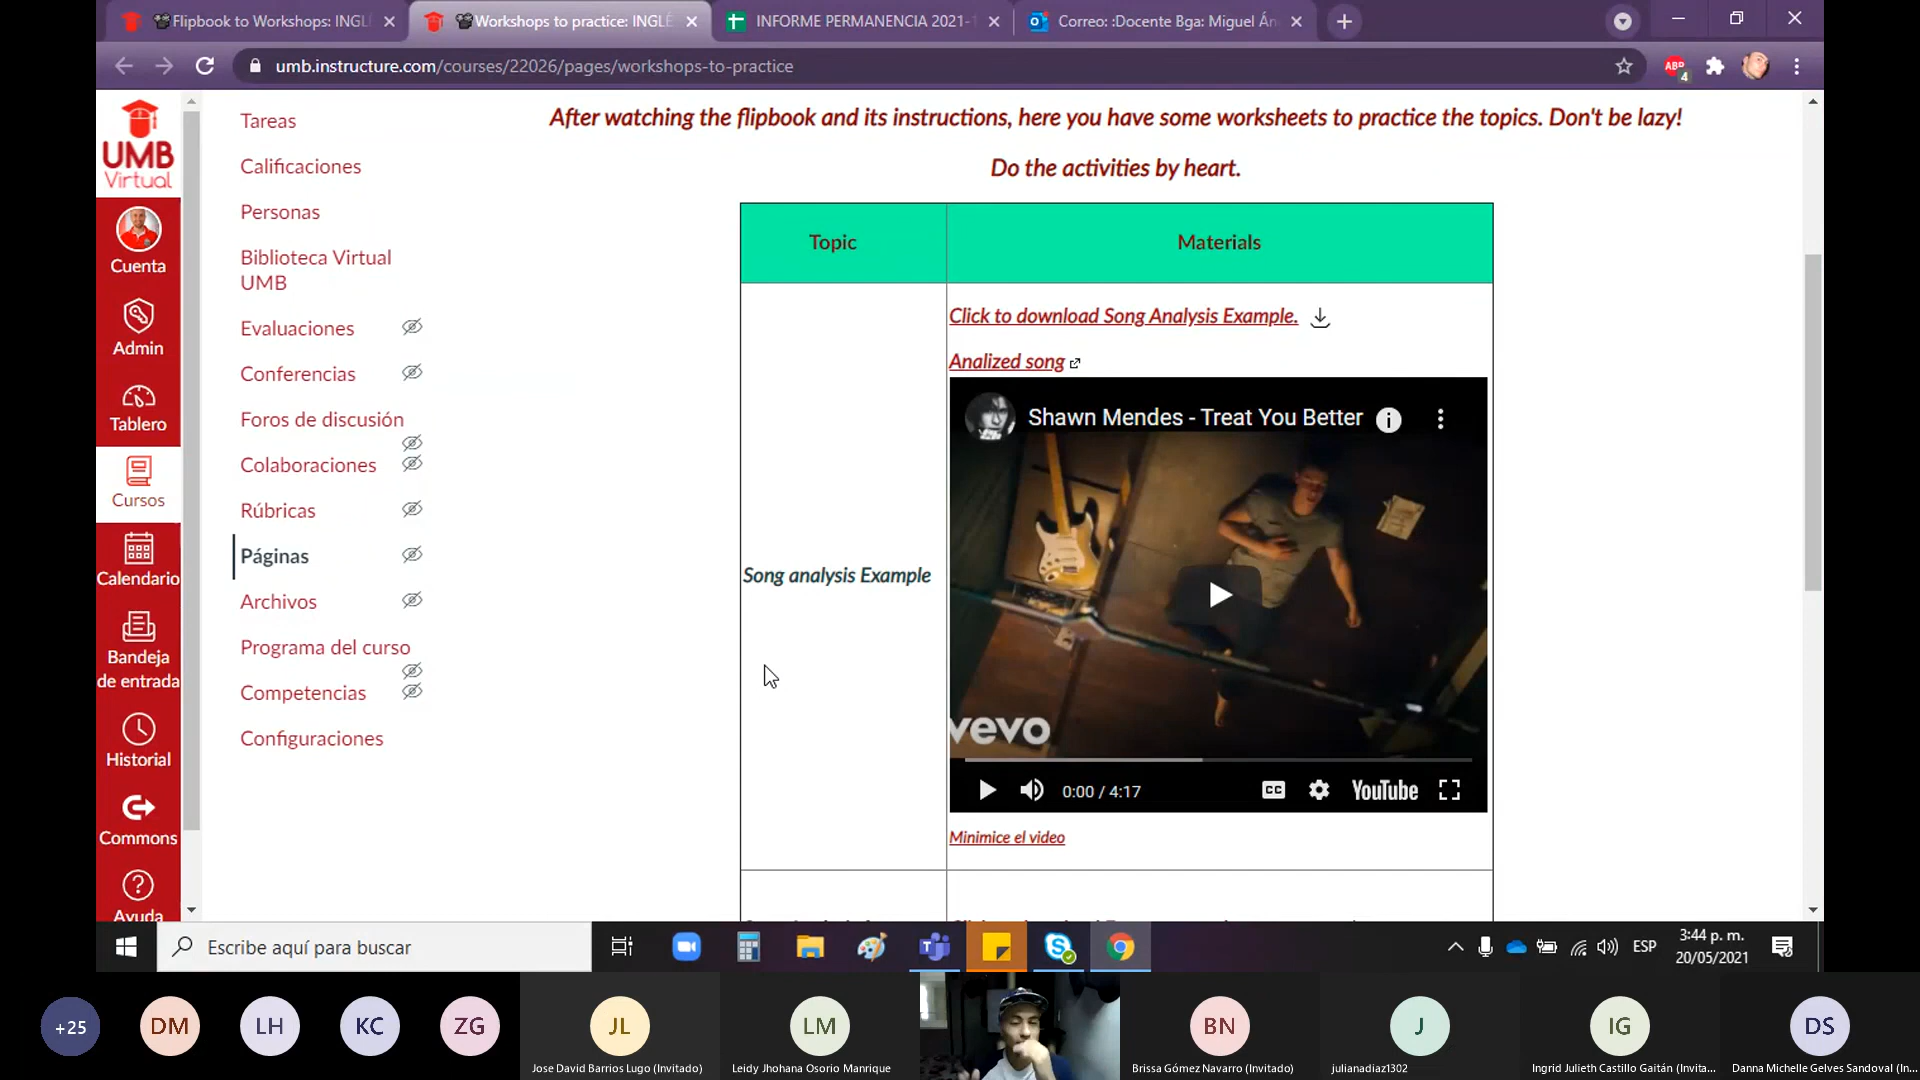 Flipbook to Workshops: INGL
Workshops to practice: INGLÉ
INFORME PERMANENCIA 2021-1
Correo: :Docente Bga: Miguel Án
umb.instructure.com/courses/22026/pages/workshops-to-practice
ABP
4
UMB
Virtual
Cuenta
Admin
Tablero
Cursos
Calendario
Bandeja
de entrada
Historial
Commons
Ayuda
Tareas
Calificaciones
Personas
Biblioteca Virtual
UMB
Evaluaciones
Conferencias
Foros de discusión
Colaboraciones
Rúbricas
Páginas
Archivos
Programa del curso
Competencias
Configuraciones
After watching the flipbook and its instructions, here you have some worksheets to practice the topics. Don't be lazy!
Do the activities by heart.
Topic
Materials
Song analysis Example
Click to download Song Analysis Example.
Analized song
Shawn Mendes - Treat You Better
vevo
0:00 / 4:17
CC
YouTube
Minimice el video
Escribe aquí para buscar
ESP
3:44 p. m.
20/05/2021
+25
DM
LH
KC
ZG
JL
Jose David Barrios Lugo (Invitado)
LM
Leidy Jhohana Osorio Manrique
BN
Brissa Gómez Navarro (Invitado)
J
julianadiaz1302
IG
Ingrid Julieth Castillo Gaitán (Invita...
DS
Danna Michelle Gelves Sandoval (In...